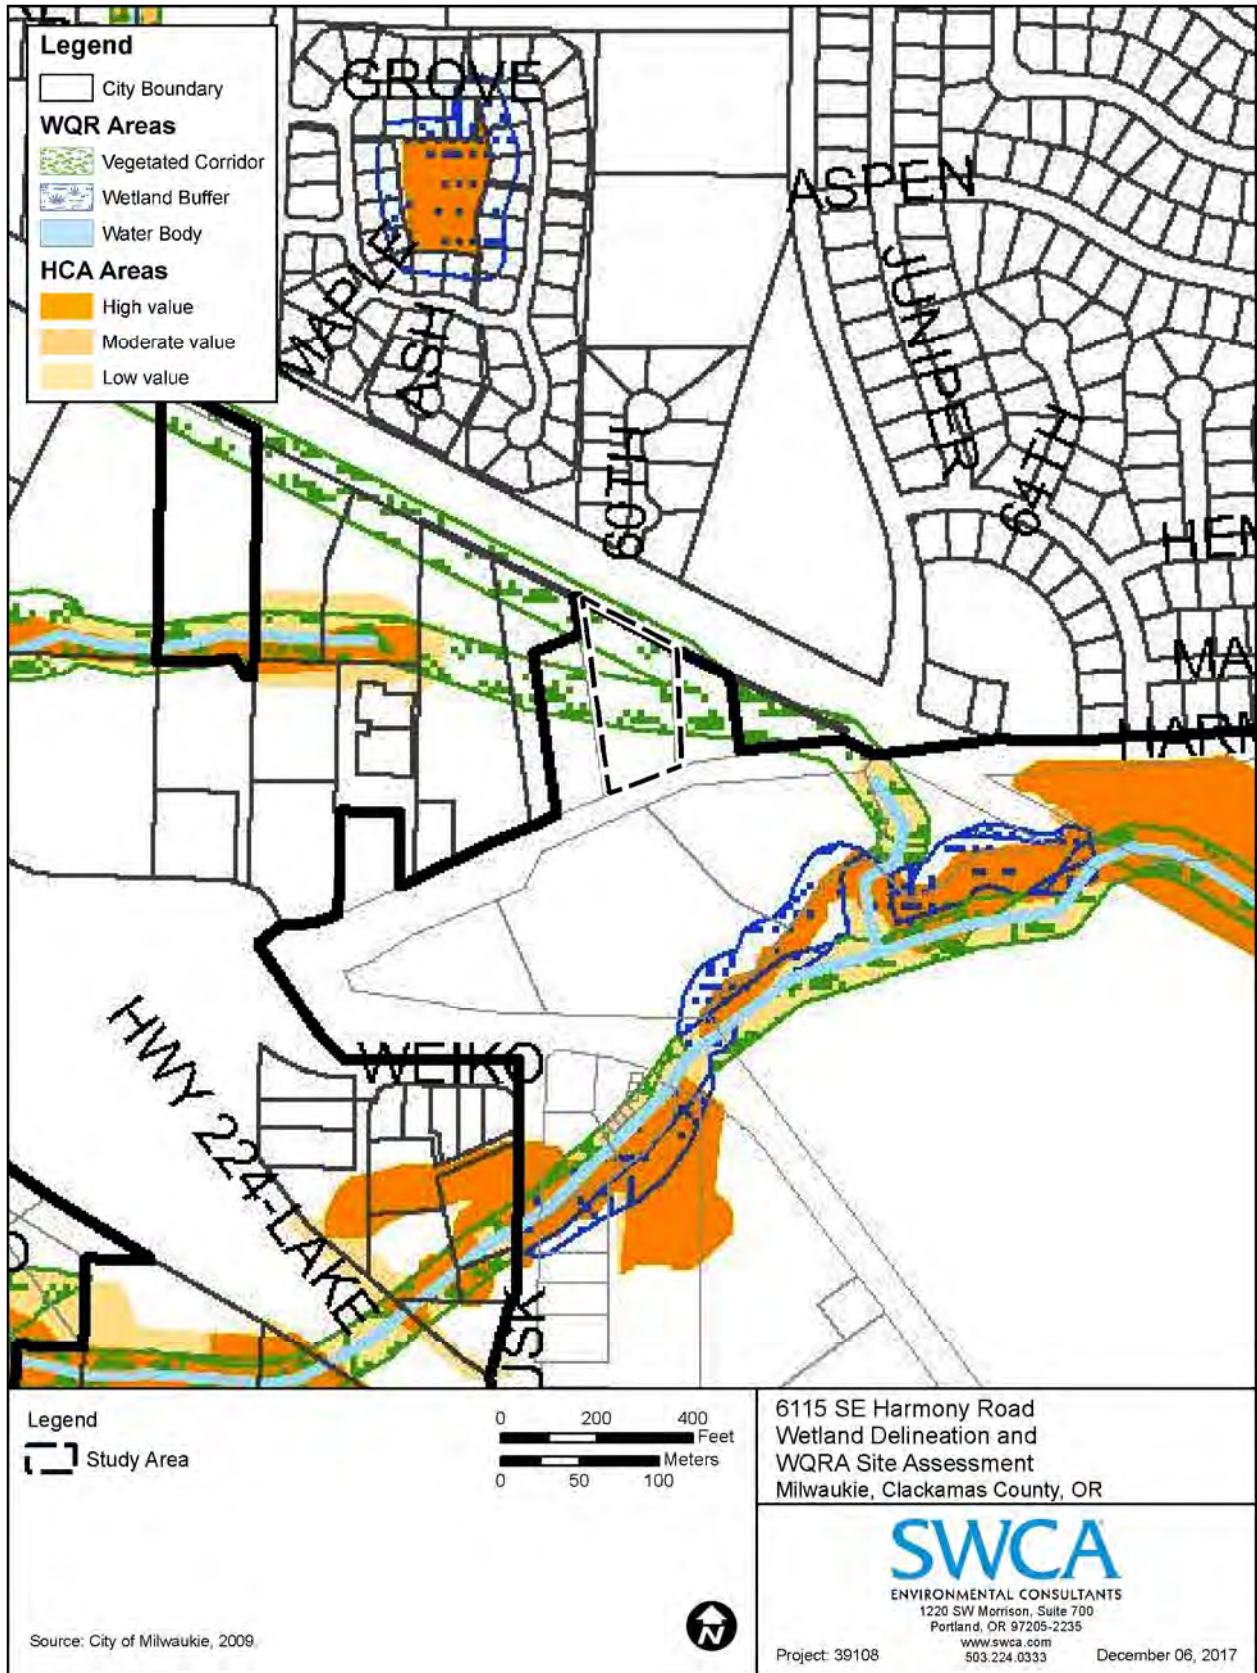 Legend
City Boundary
WQR Areas
Vegetated Corridor
Wetland Buffer
Water Body
HCA Areas
High value
Moderate value
Low value
GROVE
ASPEN
MAPLE
ASH
JUNIPER
60TH
64TH
HEN
MA
HARM
WEIKO
HWY 224-LAKE
USK
O
Legend
Study Area
0 200 400
Feet
Meters
0 50 100
Source: City of Milwaukie, 2009.
N
6115 SE Harmony Road
Wetland Delineation and
WQRA Site Assessment
Milwaukie, Clackamas County, OR
SWCA
ENVIRONMENTAL CONSULTANTS
1220 SW Morrison, Suite 700
Portland, OR 97205-2235
www.swca.com
503.224.0333
Project: 39108
December 06, 2017